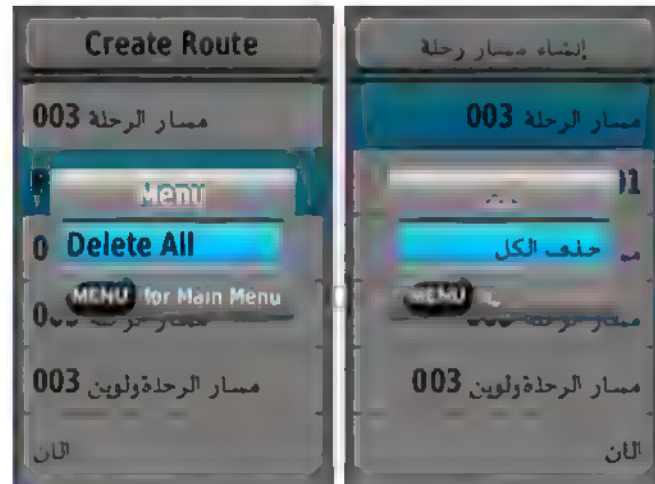 Create Route
مسار الرحلة 003
Menu
Delete All
MENU for Main Menu
مسار الرحلةولوين 003
الان
إنشاء مسار رحلة
مسار الرحلة 003
حذف الكل
MENU
مسار الرحلةولوين 003
الان